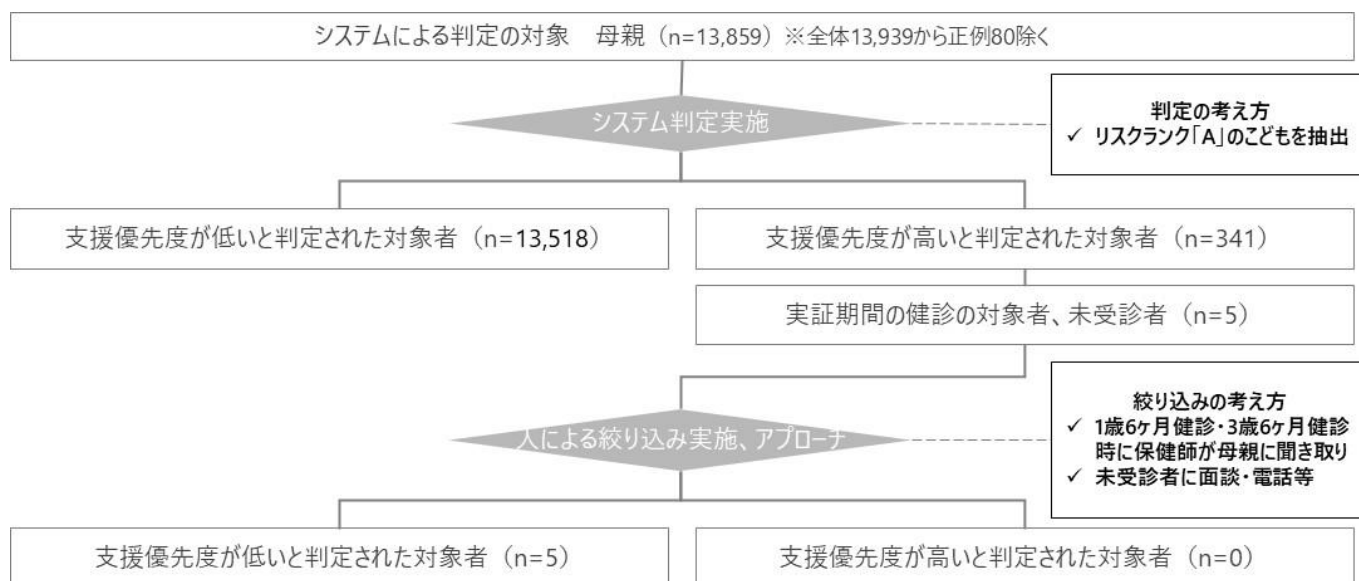 システムによる判定の対象　母親（n=13,859）※全体13,939から正例80除く
システム判定実施
判定の考え方
✓ リスクランク「A」のこどもを抽出
支援優先度が低いと判定された対象者（n=13,518）
支援優先度が高いと判定された対象者（n=341）
実証期間の健診の対象者、未受診者（n=5）
人による絞り込み実施、アプローチ
絞り込みの考え方
✓ 1歳6ヶ月健診・3歳6ヶ月健診
時に保健師が母親に聞き取り
✓ 未受診者に面談・電話等
支援優先度が低いと判定された対象者（n=5）
支援優先度が高いと判定された対象者（n=0）